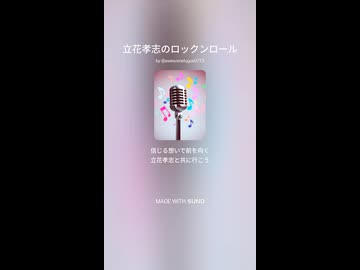 立花孝志のロックンロール
by @awesomefugue0715
信じる想いで前を向く
立花孝志と共に行こう
MADE WITH SUNO